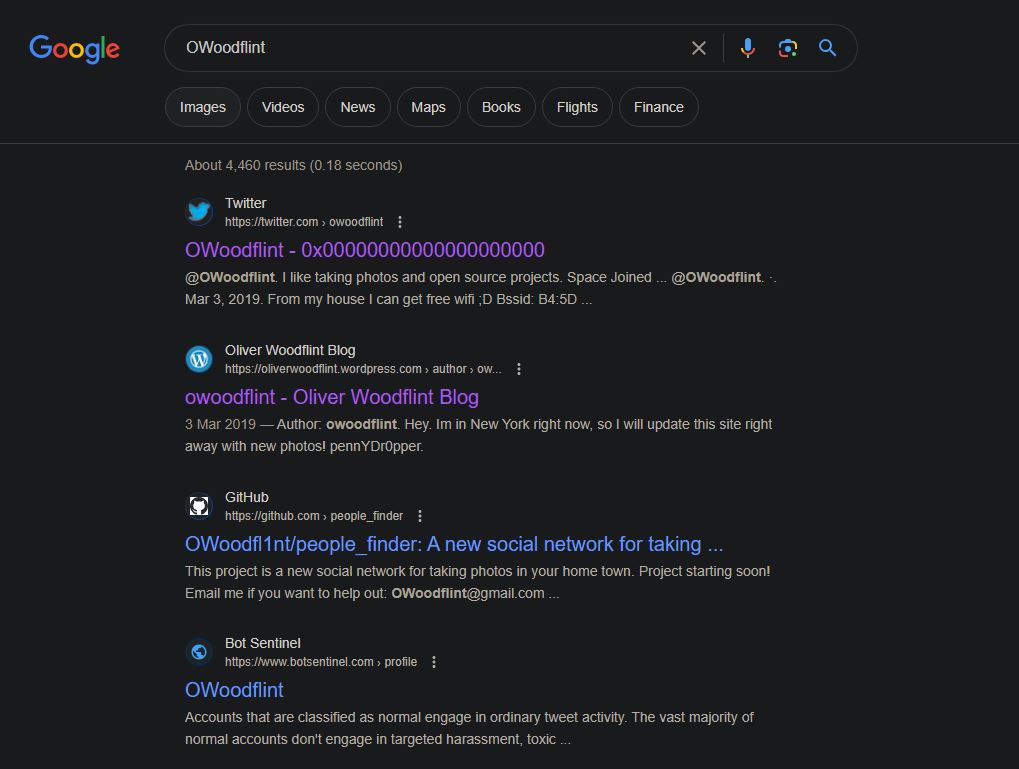 Google
OWoodflint
Images Videos News Maps Books Flights Finance
About 4,460 results (0.18 seconds)
Twitter
https://twitter.com › owoodflint
OWoodflint - 0x00000000000000000000
@OWoodflint. I like taking photos and open source projects. Space Joined ... @OWoodflint. ·.
Mar 3, 2019. From my house I can get free wifi ;D Bssid: B4:5D ...
Oliver Woodflint Blog
https://oliverwoodflint.wordpress.com › author › ow...
owoodflint - Oliver Woodflint Blog
3 Mar 2019 — Author: owoodflint. Hey. Im in New York right now, so I will update this site right
away with new photos! pennYDr0pper.
GitHub
https://github.com › people_finder
OWoodfl1nt/people_finder: A new social network for taking ...
This project is a new social network for taking photos in your home town. Project starting soon!
Email me if you want to help out: OWoodflint@gmail.com ...
Bot Sentinel
https://www.botsentinel.com › profile
OWoodflint
Accounts that are classified as normal engage in ordinary tweet activity. The vast majority of
normal accounts don't engage in targeted harassment, toxic ...